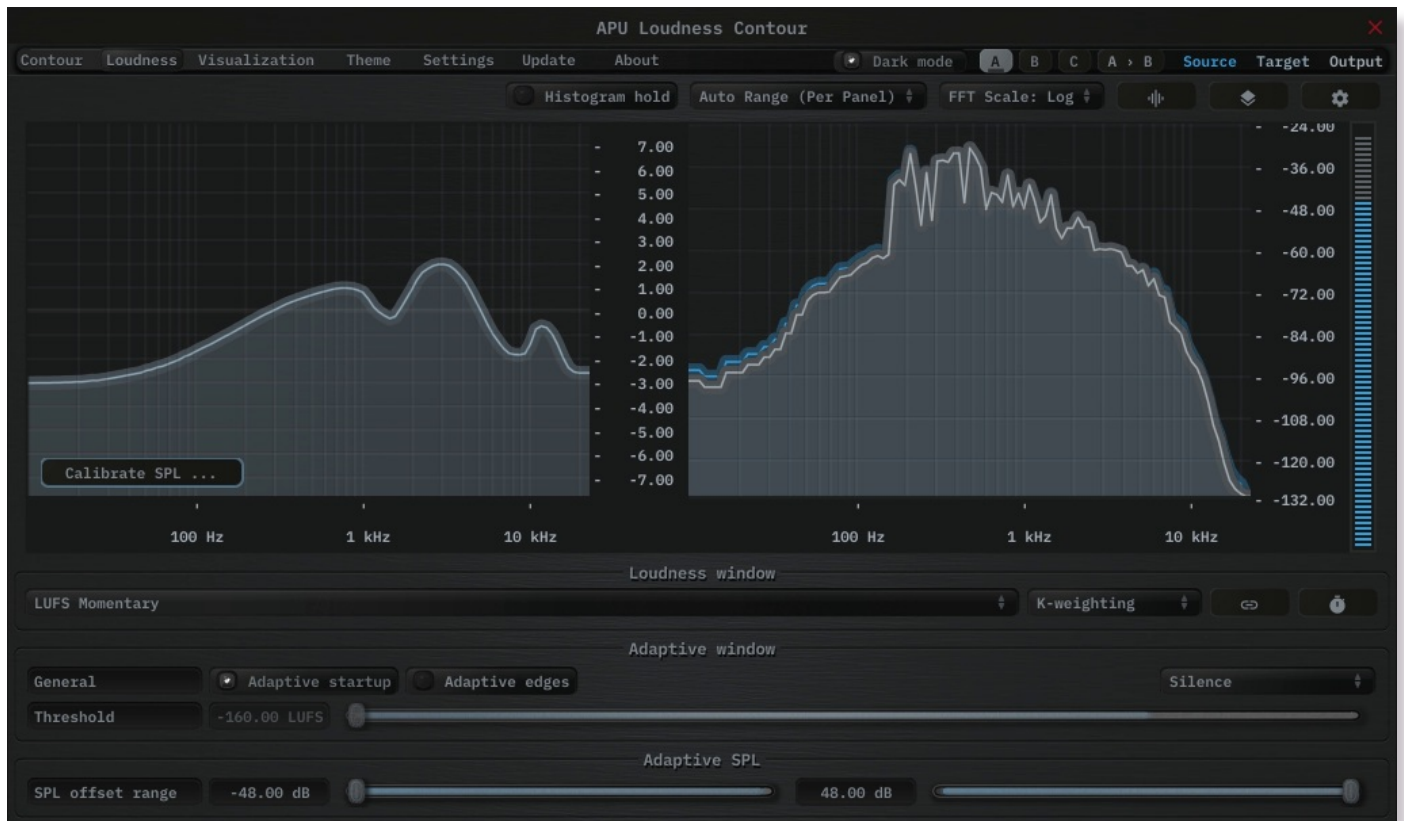 APU Loudness Contour
Contour Loudness Visualization Theme Settings Update About Dark mode A B C A › B Source Target Output
Histogram hold Auto Range (Per Panel) FFT Scale: Log
7.00
6.00
5.00
4.00
3.00
2.00
1.00
0.00
-1.00
-2.00
-3.00
-4.00
-5.00
-6.00
-7.00
Calibrate SPL ...
100 Hz 1 kHz 10 kHz
-24.00
-36.00
-48.00
-60.00
-72.00
-84.00
-96.00
-108.00
-120.00
-132.00
100 Hz 1 kHz 10 kHz
Loudness window
LUFS Momentary K-weighting
Adaptive window
General Adaptive startup Adaptive edges Silence
Threshold -160.00 LUFS
Adaptive SPL
SPL offset range -48.00 dB 48.00 dB